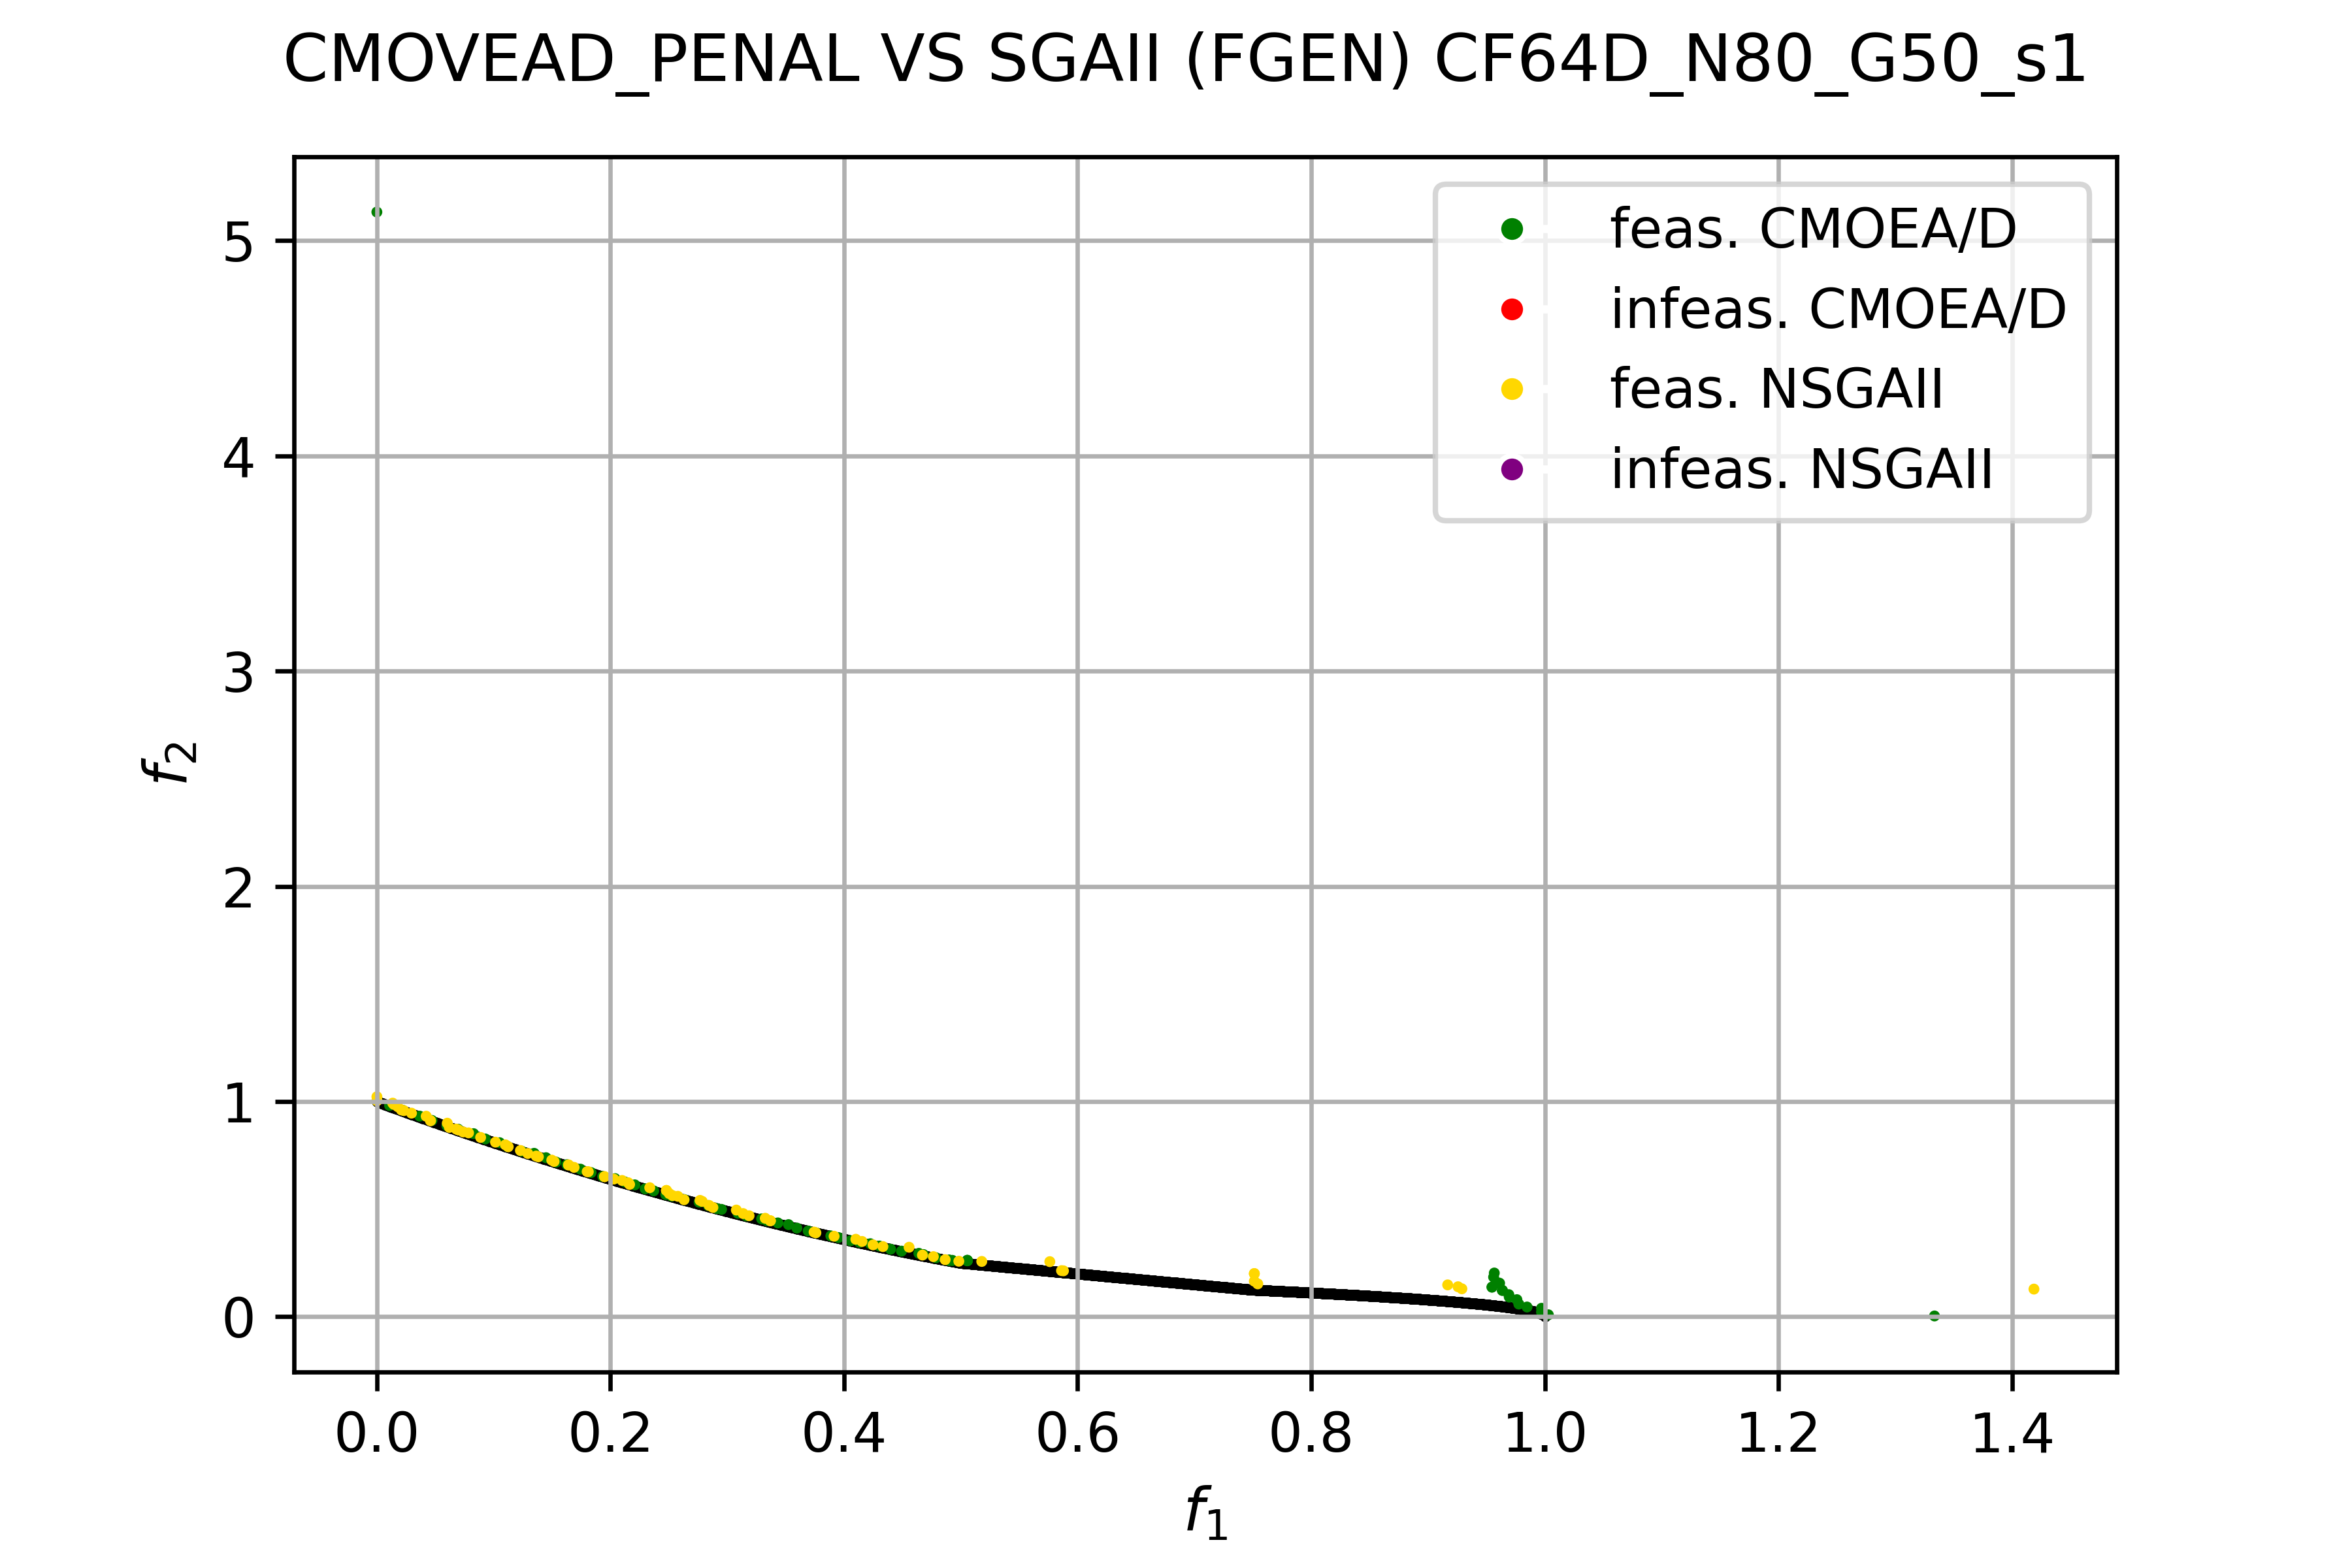 CMOVEAD_PENAL VS SGAII (FGEN) CF64D_N80_G50_s1
feas. CMOEA/D
infeas. CMOEA/D
feas. NSGAII
infeas. NSGAII
5
4
3
2
1
0
f2
0.0 0.2 0.4 0.6 0.8 1.0 1.2 1.4
f1